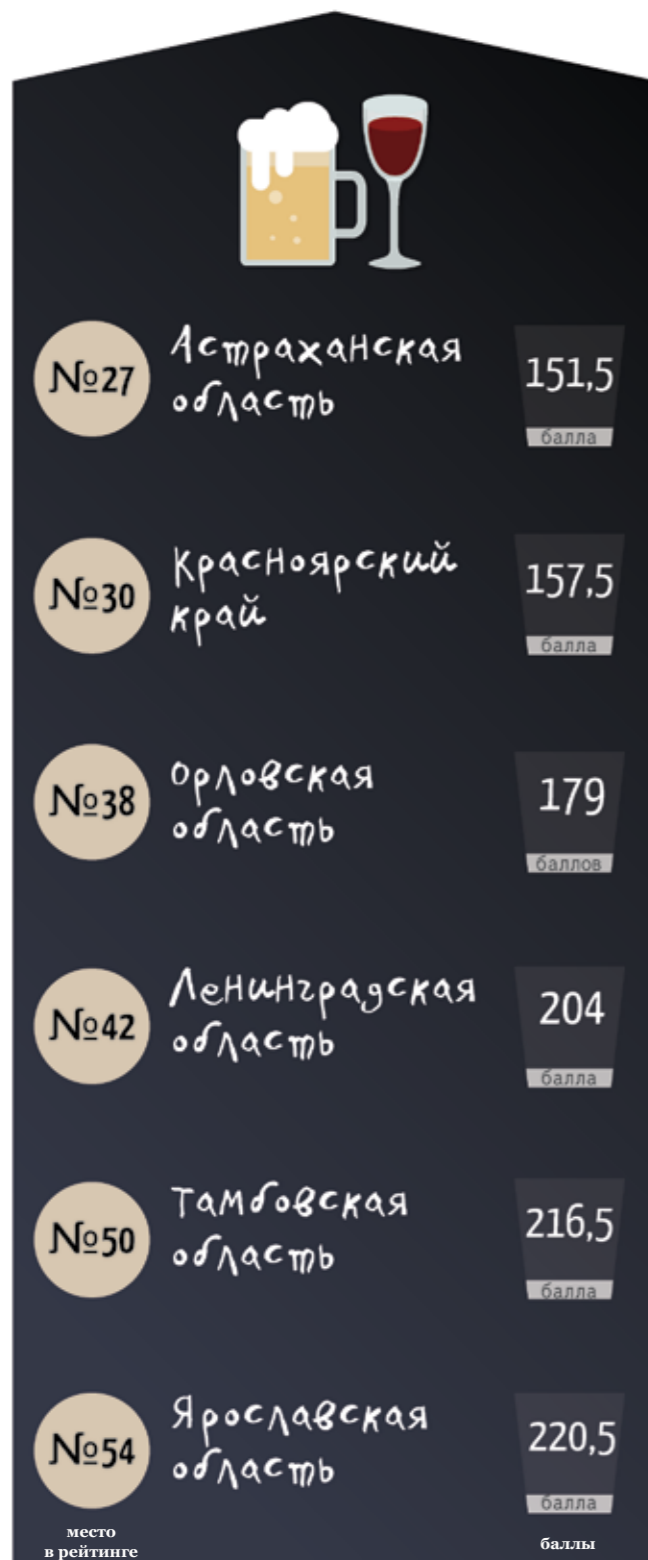 №27
Астраханская
область
151,5
балла
№30
Красноярский
край
157,5
балла
№38
Орловская
область
179
баллов
№42
Ленинградская
область
204
балла
№50
Тамбовская
область
216,5
балла
№54
Ярославская
область
220,5
балла
место
в рейтинге
баллы